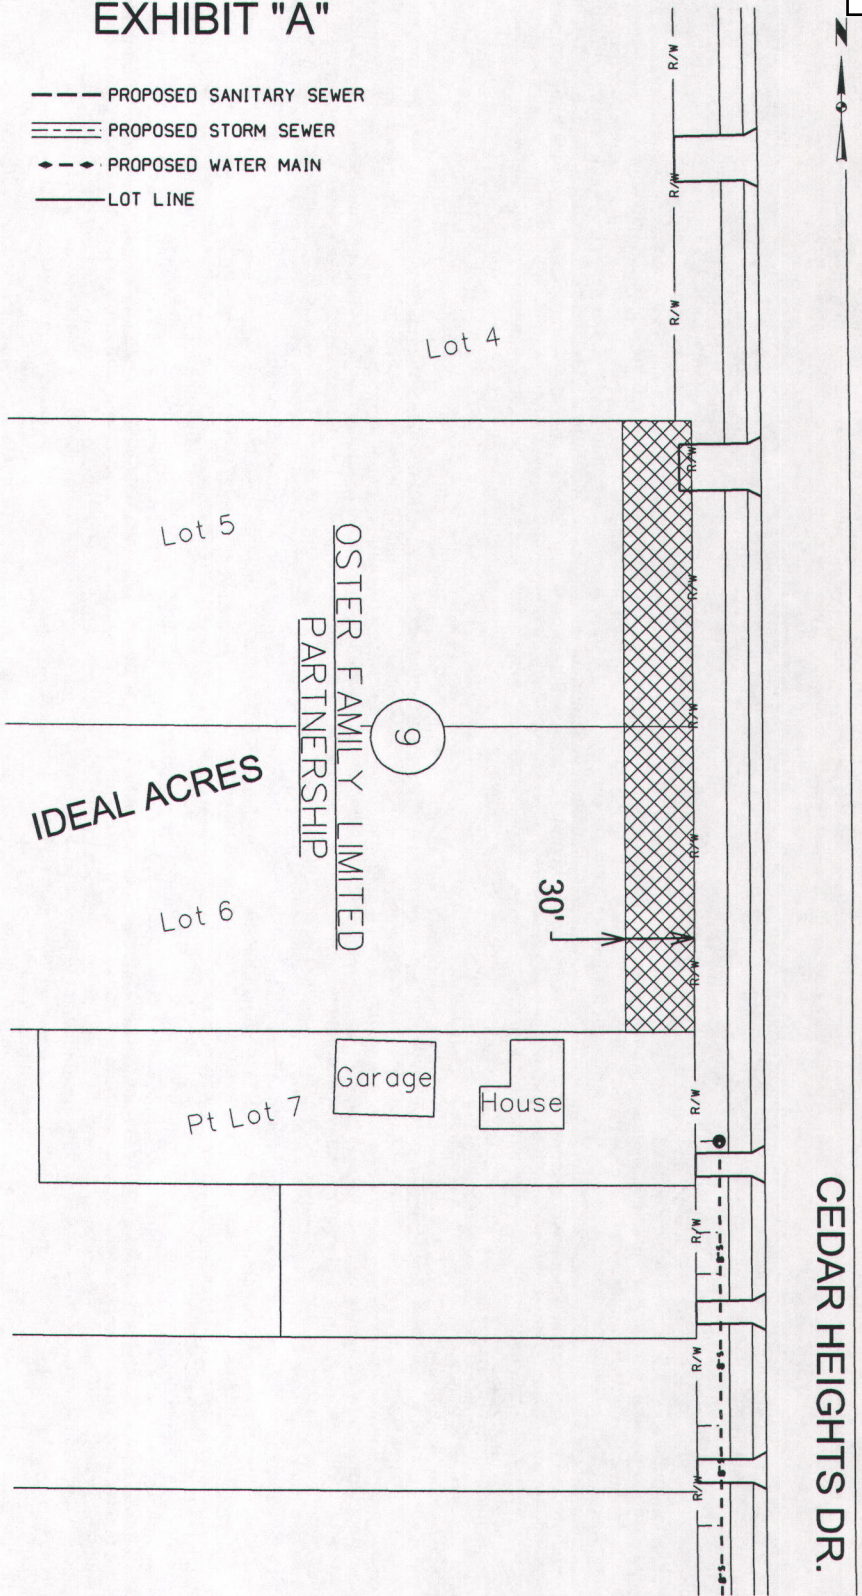 EXHIBIT "A"
PROPOSED SANITARY SEWER
PROPOSED STORM SEWER
PROPOSED WATER MAIN
LOT LINE
N
R/W
R/W
R/W
Lot 4
R/W
Lot 5
R/W
OSTER FAMILY LIMITED
PARTNERSHIP
9
R/W
IDEAL ACRES
R/W
30'
Lot 6
R/W
Garage
House
Pt Lot 7
R/W
CEDAR HEIGHTS DR.
R/W
R/W
R/W